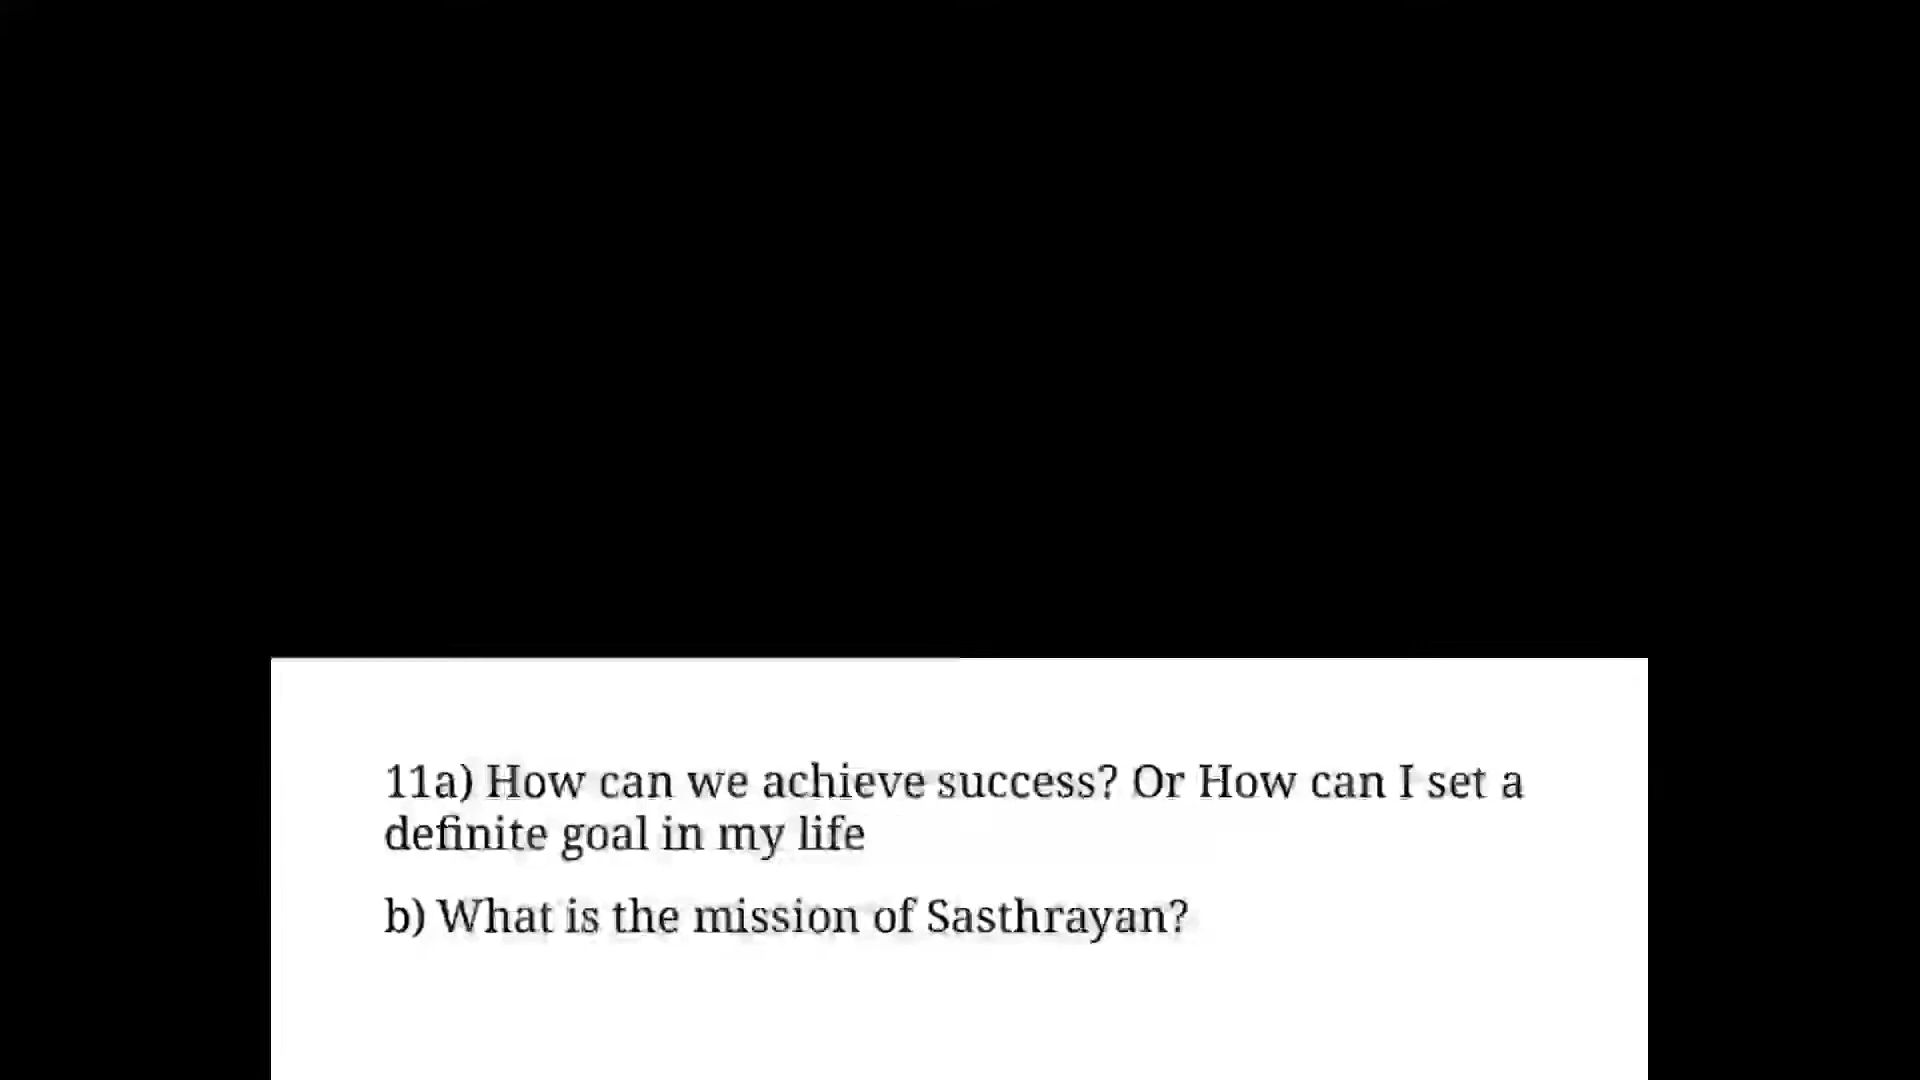 11a) How can we achieve success? Or How can I set a
definite goal in my life
b) What is the mission of Sasthrayan?